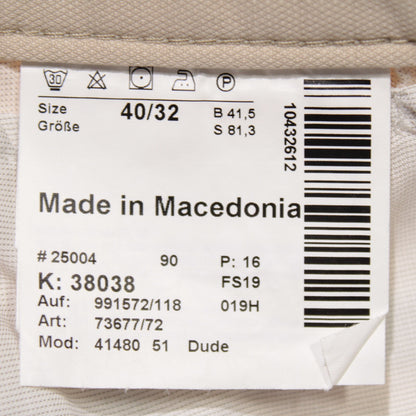 30 P
Size 40/32 B 41,5
Größe S 81,3
10432612
Made in Macedonia
# 25004 90 P: 16
K: 38038 FS19
Auf: 991572/118 019H
Art: 73677/72
Mod: 41480 51 Dude